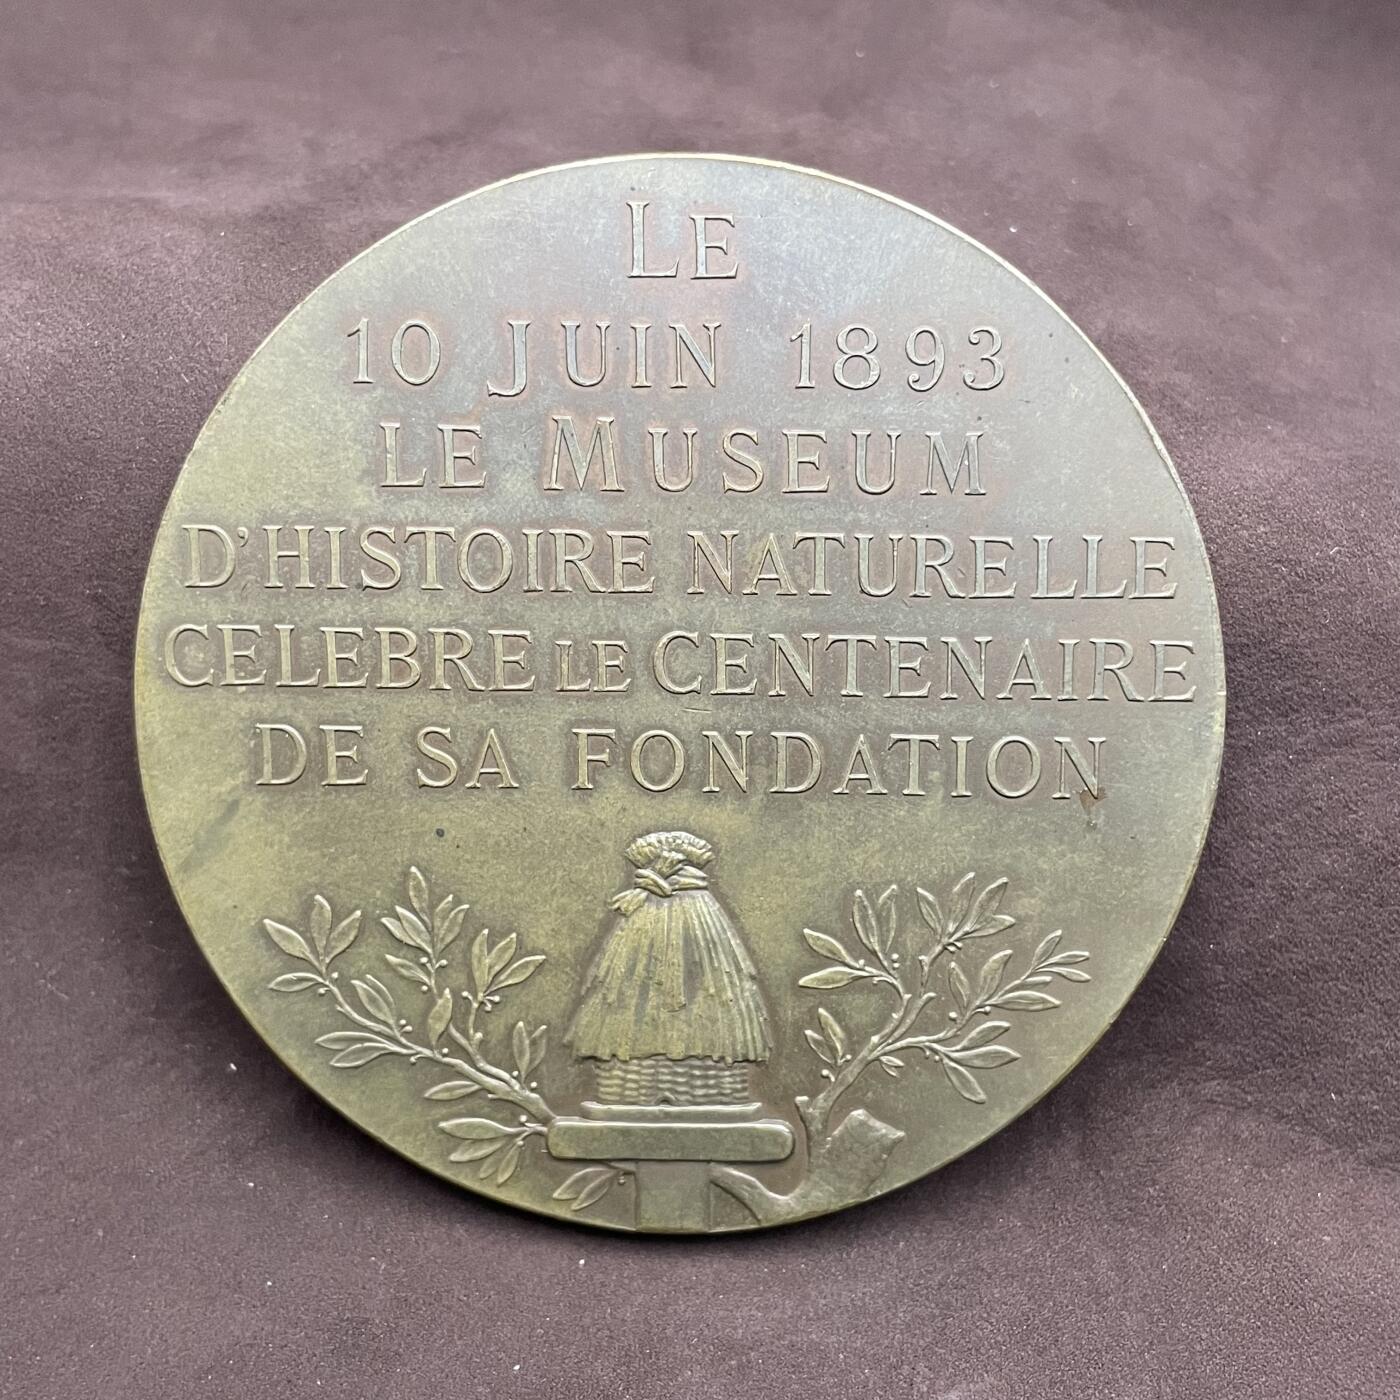 LE
10 JUIN 1893
LE MUSEUM
D'HISTOIRE NATURELLE
CELEBRE LE CENTENAIRE
DE SA FONDATION